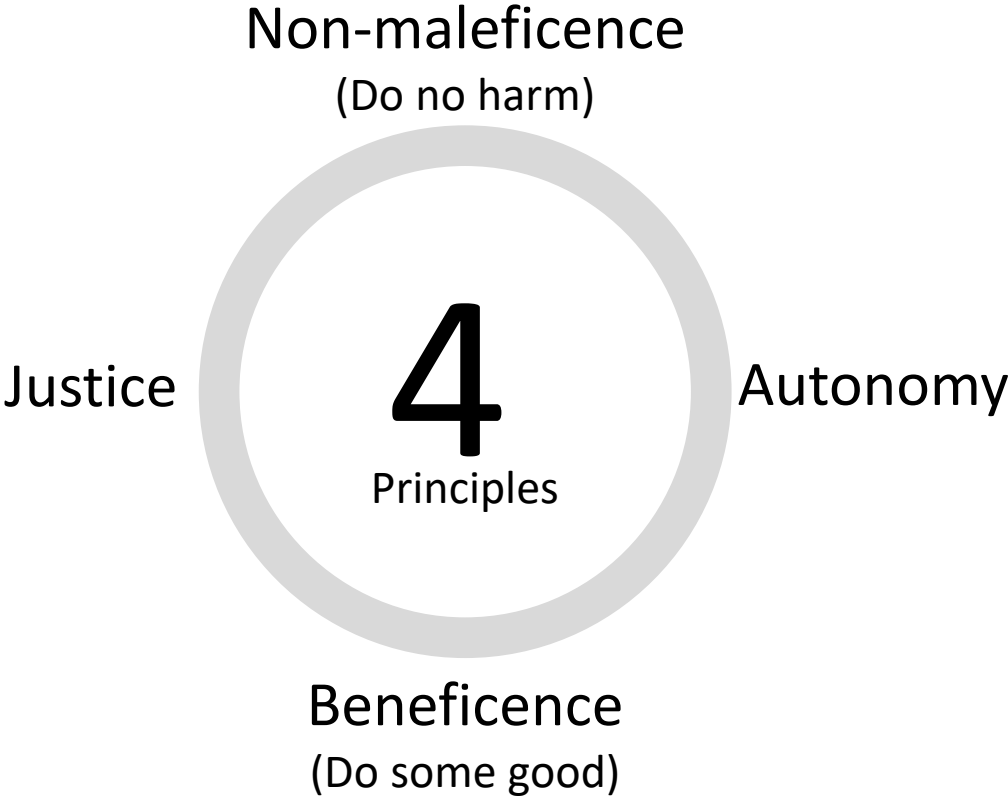 Non-maleficence
(Do no harm)
Justice
4
Principles
Autonomy
Beneficence
(Do some good)